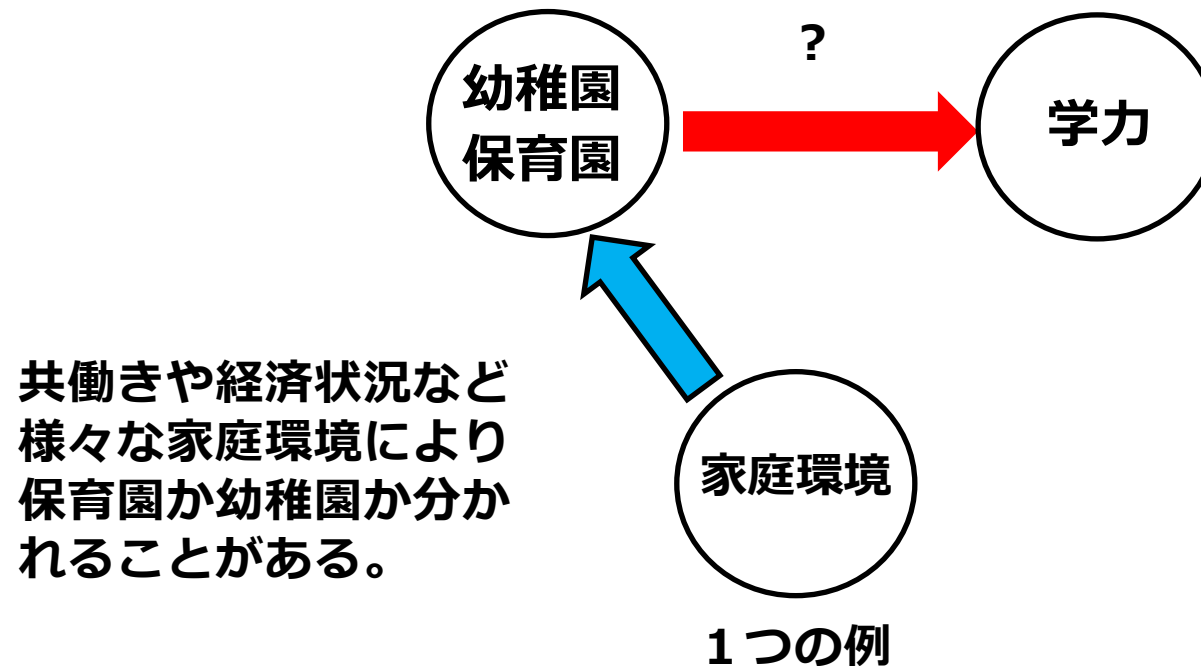 ?
幼稚園
保育園
学力
共働きや経済状況など
様々な家庭環境により
保育園か幼稚園か分か
れることがある。
家庭環境
１つの例